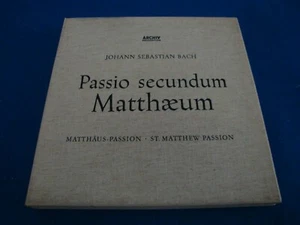 ARCHIV
JOHANN SEBASTIAN BACH
Passio secundum
Matthæum
MATTHÄUS-PASSION · ST. MATTHEW PASSION